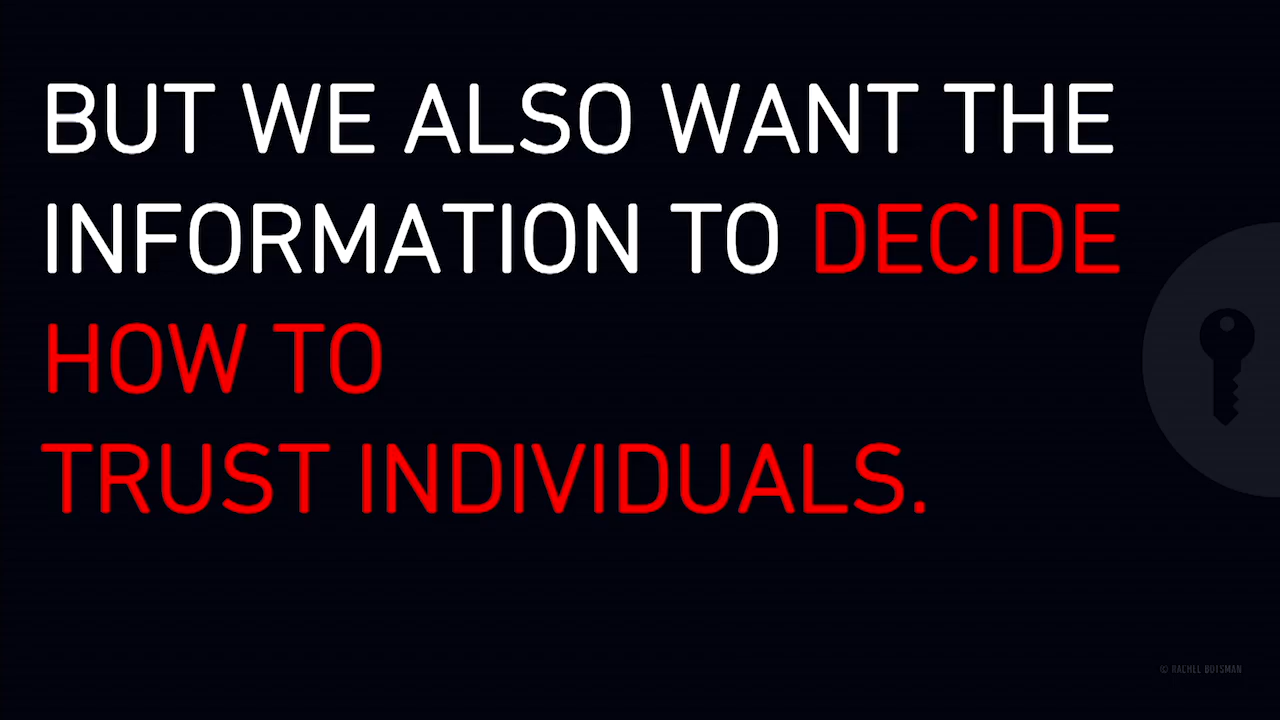 BUT WE ALSO WANT THE
INFORMATION TO DECIDE
HOW TO
TRUST INDIVIDUALS.
© RACHEL BOTSMAN